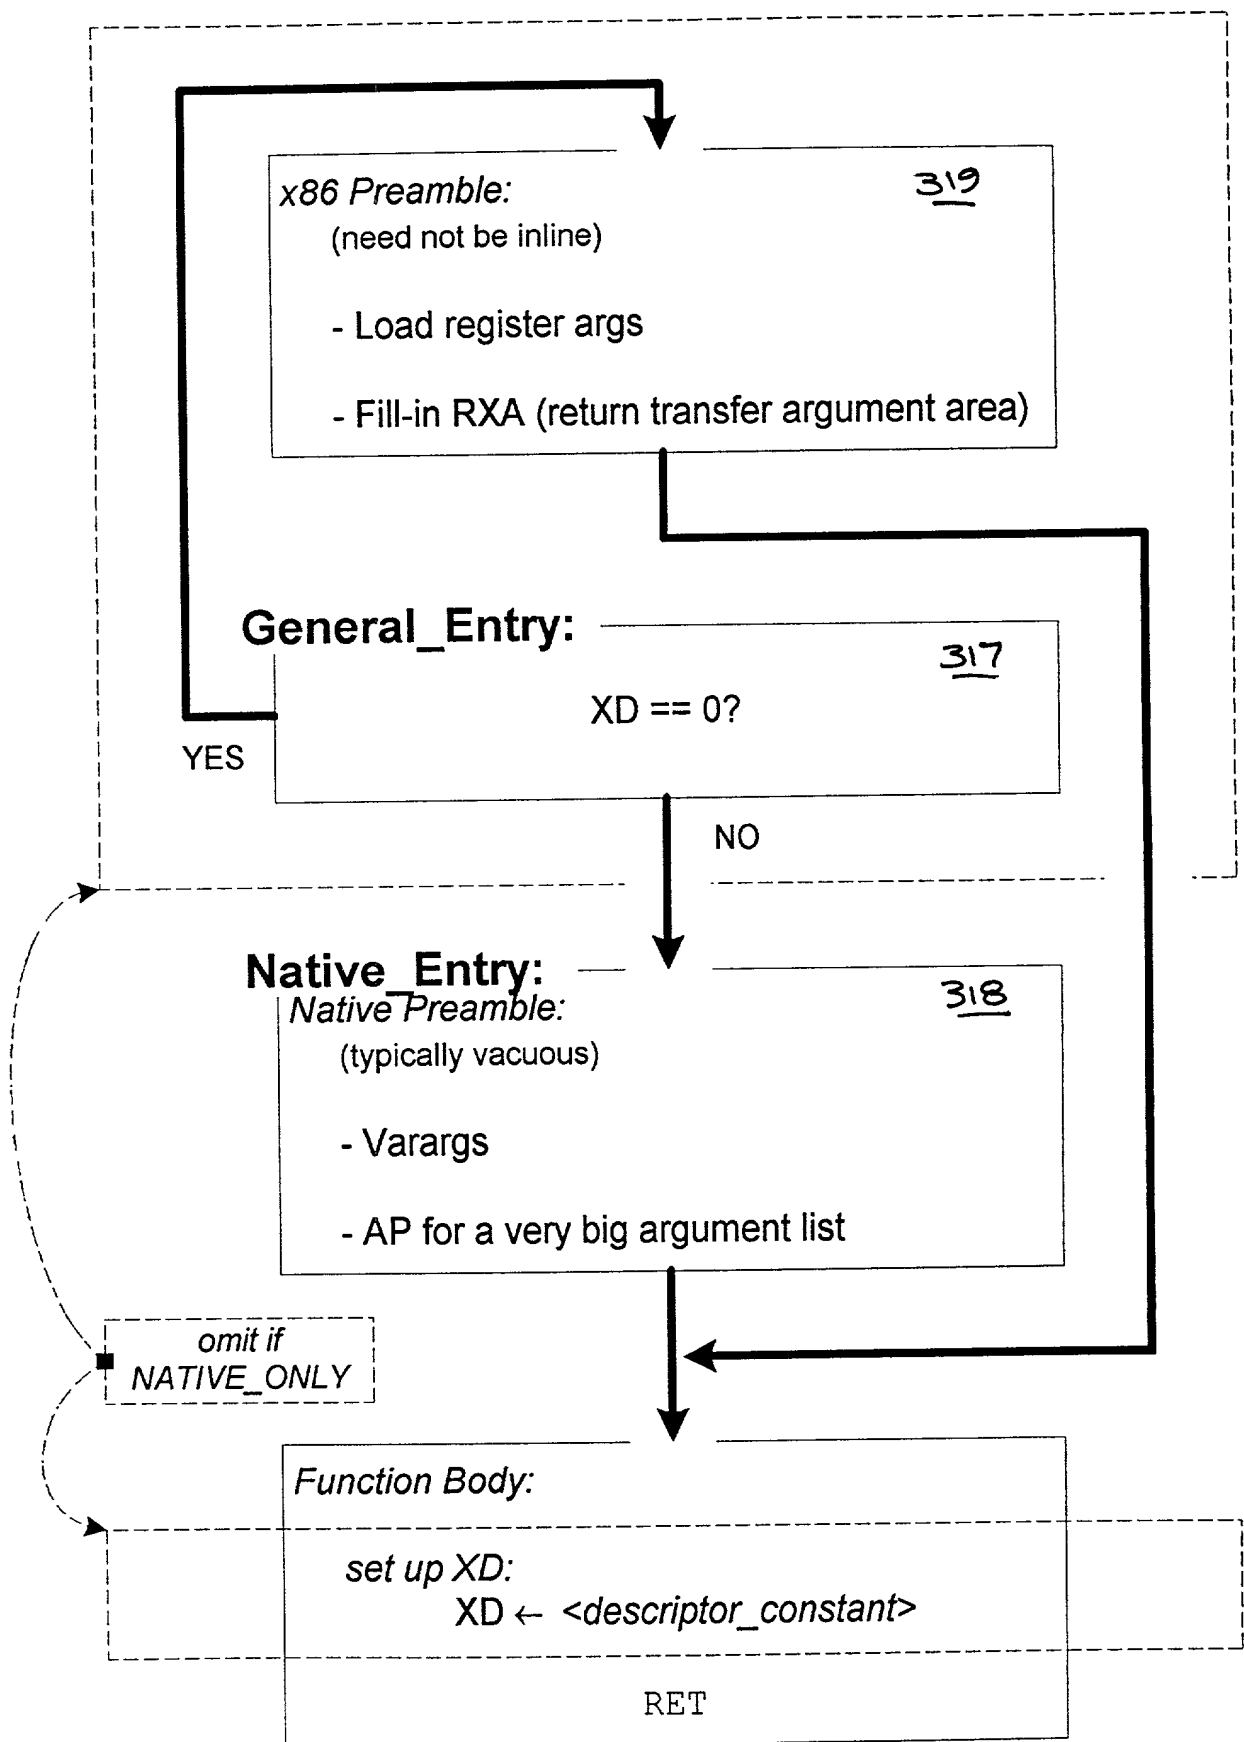 x86 Preamble: 319
(need not be inline)
- Load register args
- Fill-in RXA (return transfer argument area)
General_Entry:
317
XD == 0?
YES
NO
Native_Entry:
Native Preamble: 318
(typically vacuous)
- Varargs
- AP for a very big argument list
omit if
NATIVE_ONLY
Function Body:
set up XD:
XD ← <descriptor_constant>
RET